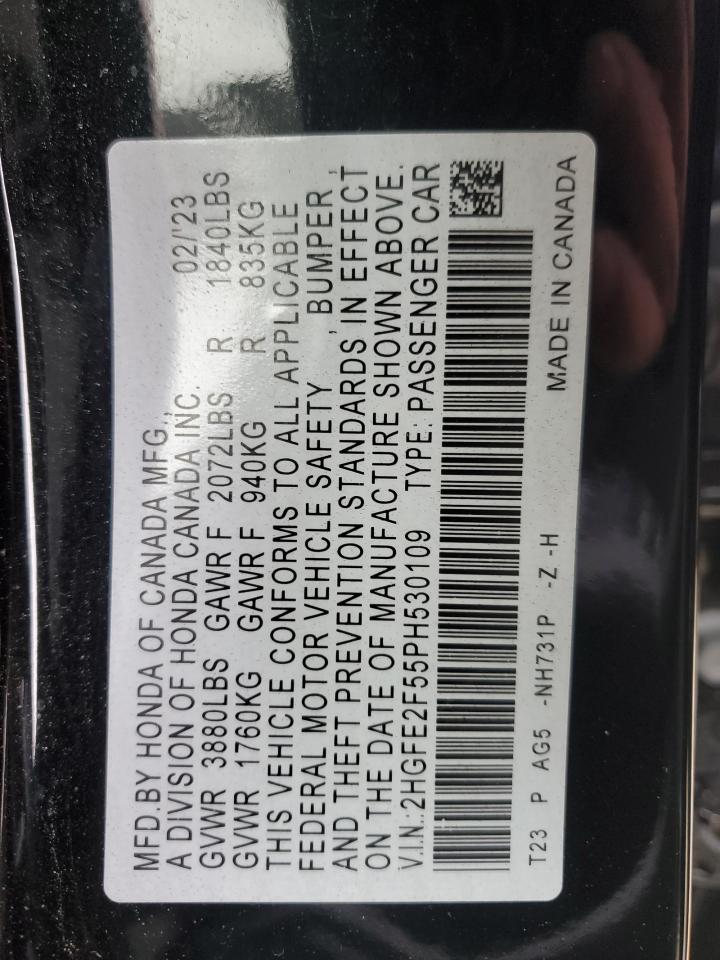 MFD.BY HONDA OF CANADA MFG.,
A DIVISION OF HONDA CANADA INC. 02/'23
GVWR 3880LBS GAWR F 2072LBS R 1840LBS
GVWR 1760KG GAWR F 940KG R 835KG
THIS VEHICLE CONFORMS TO ALL APPLICABLE
FEDERAL MOTOR VEHICLE SAFETY , BUMPER ,
AND THEFT PREVENTION STANDARDS IN EFFECT
ON THE DATE OF MANUFACTURE SHOWN ABOVE.
V.I.N.:2HGFE2F55PH530109 TYPE: PASSENGER CAR
T23 P AG5 -NH731P -Z -H MADE IN CANADA